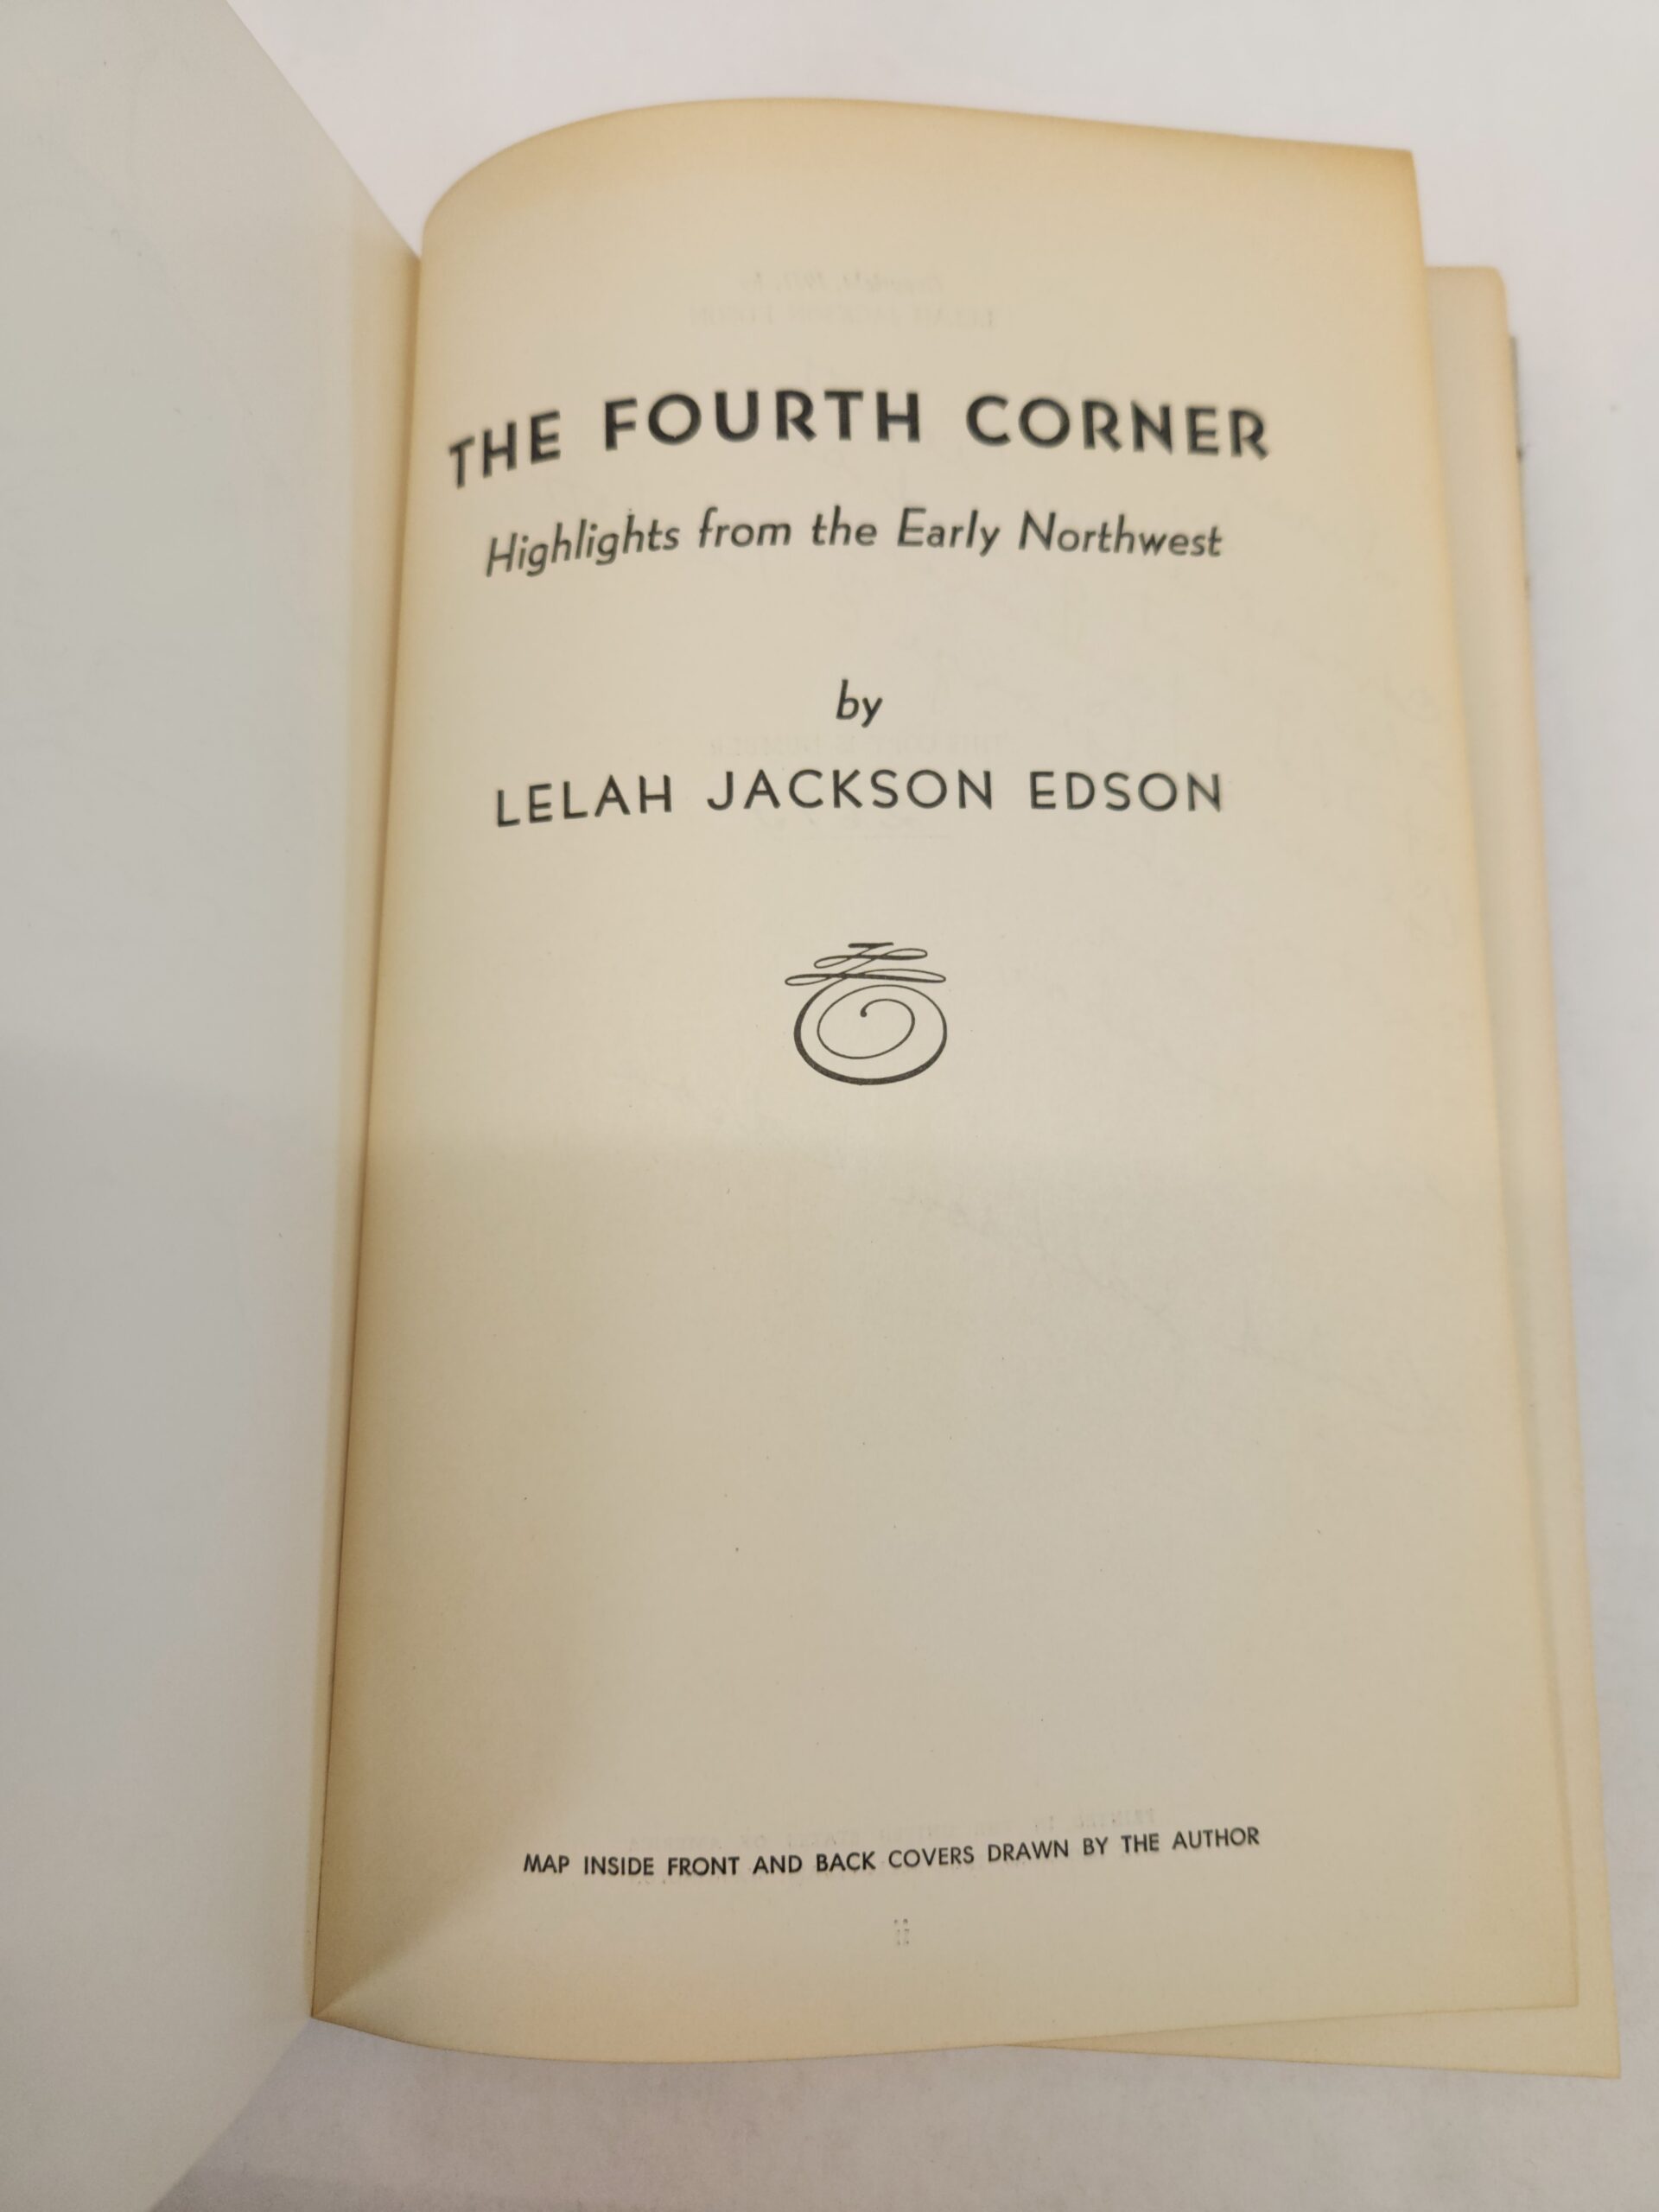 THE FOURTH CORNER
Highlights from the Early Northwest
by
LELAH JACKSON EDSON
MAP INSIDE FRONT AND BACK COVERS DRAWN BY THE AUTHOR